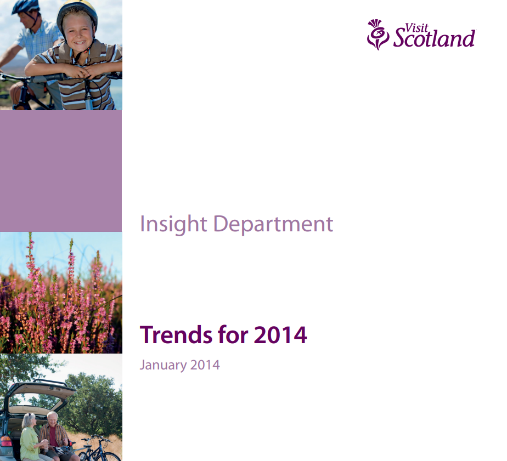 Visit
Scotland
Insight Department
Trends for 2014
January 2014